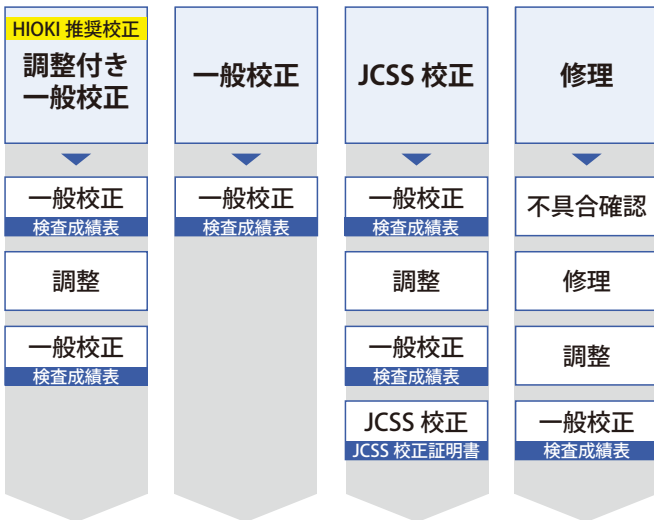 HIOKI 推奨校正
調整付き
一般校正
一般校正
検査成績表
調整
一般校正
検査成績表
一般校正
一般校正
検査成績表
JCSS 校正
一般校正
検査成績表
調整
一般校正
検査成績表
JCSS 校正
JCSS 校正証明書
修理
不具合確認
修理
調整
一般校正
検査成績表